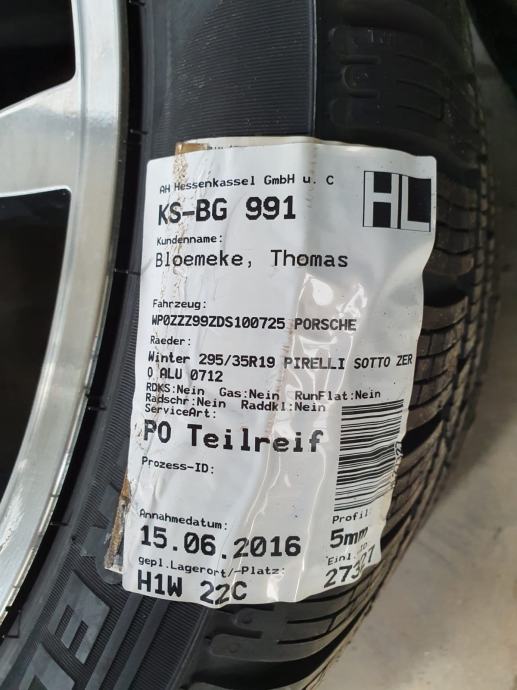 AH Hessenkassel GmbH u. C
HL
KS-BG 991
Kundenname:
Bloemeke, Thomas
Fahrzeug:
WP0ZZZ99ZDS100725 PORSCHE
Raeder:
Winter 295/35R19 PIRELLI SOTTO ZER
O ALU 0712
RDKS:Nein Gas:Nein RunFlat:Nein
Radschr:Nein Raddkl:Nein
ServiceArt:
PO Teilreif
Prozess-ID:
Annahmedatum:
15.06.2016
Profil:
5mm
gepl.Lagerort/-Platz:
H1W 22C